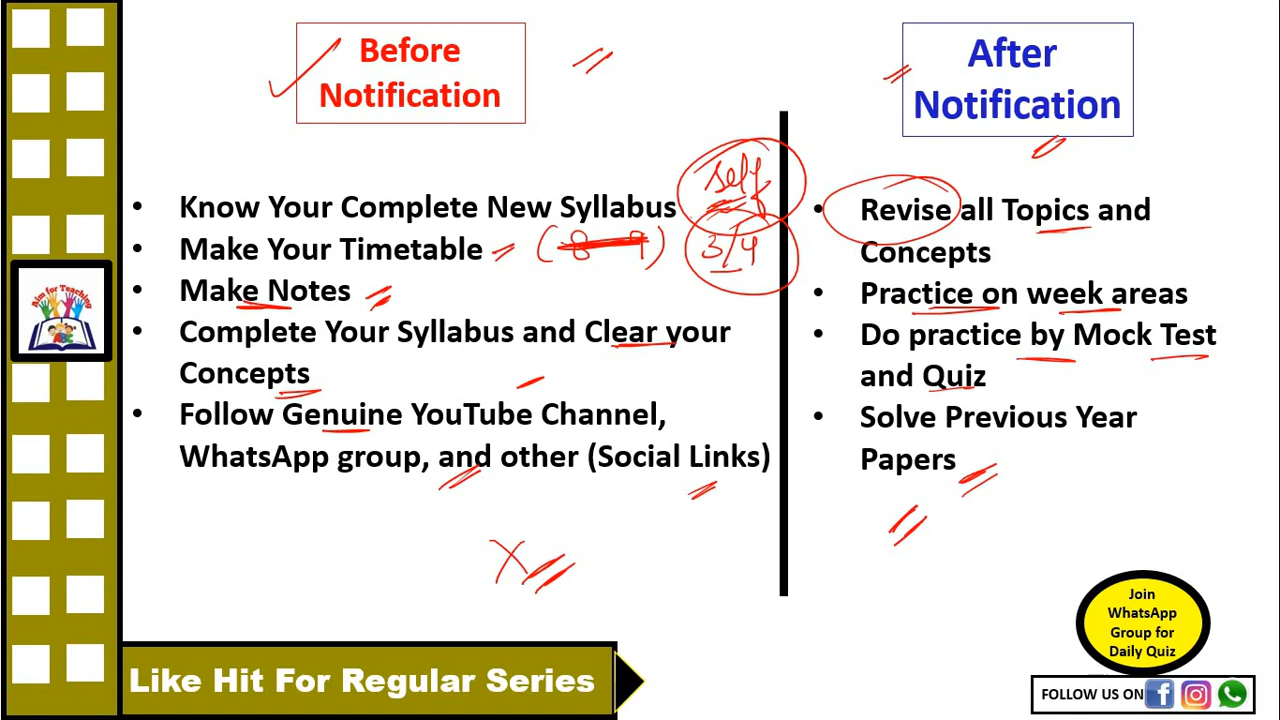 Before
Notification
After
Notification
self
• Know Your Complete New Syllabus
• Make Your Timetable
3/4
• Make Notes
• Complete Your Syllabus and Clear your
Concepts
• Follow Genuine YouTube Channel,
WhatsApp group, and other (Social Links)
• Revise all Topics and
Concepts
• Practice on week areas
• Do practice by Mock Test
and Quiz
• Solve Previous Year
Papers
Aim for Teaching
Join
WhatsApp
Group for
Daily Quiz
Like Hit For Regular Series
FOLLOW US ON